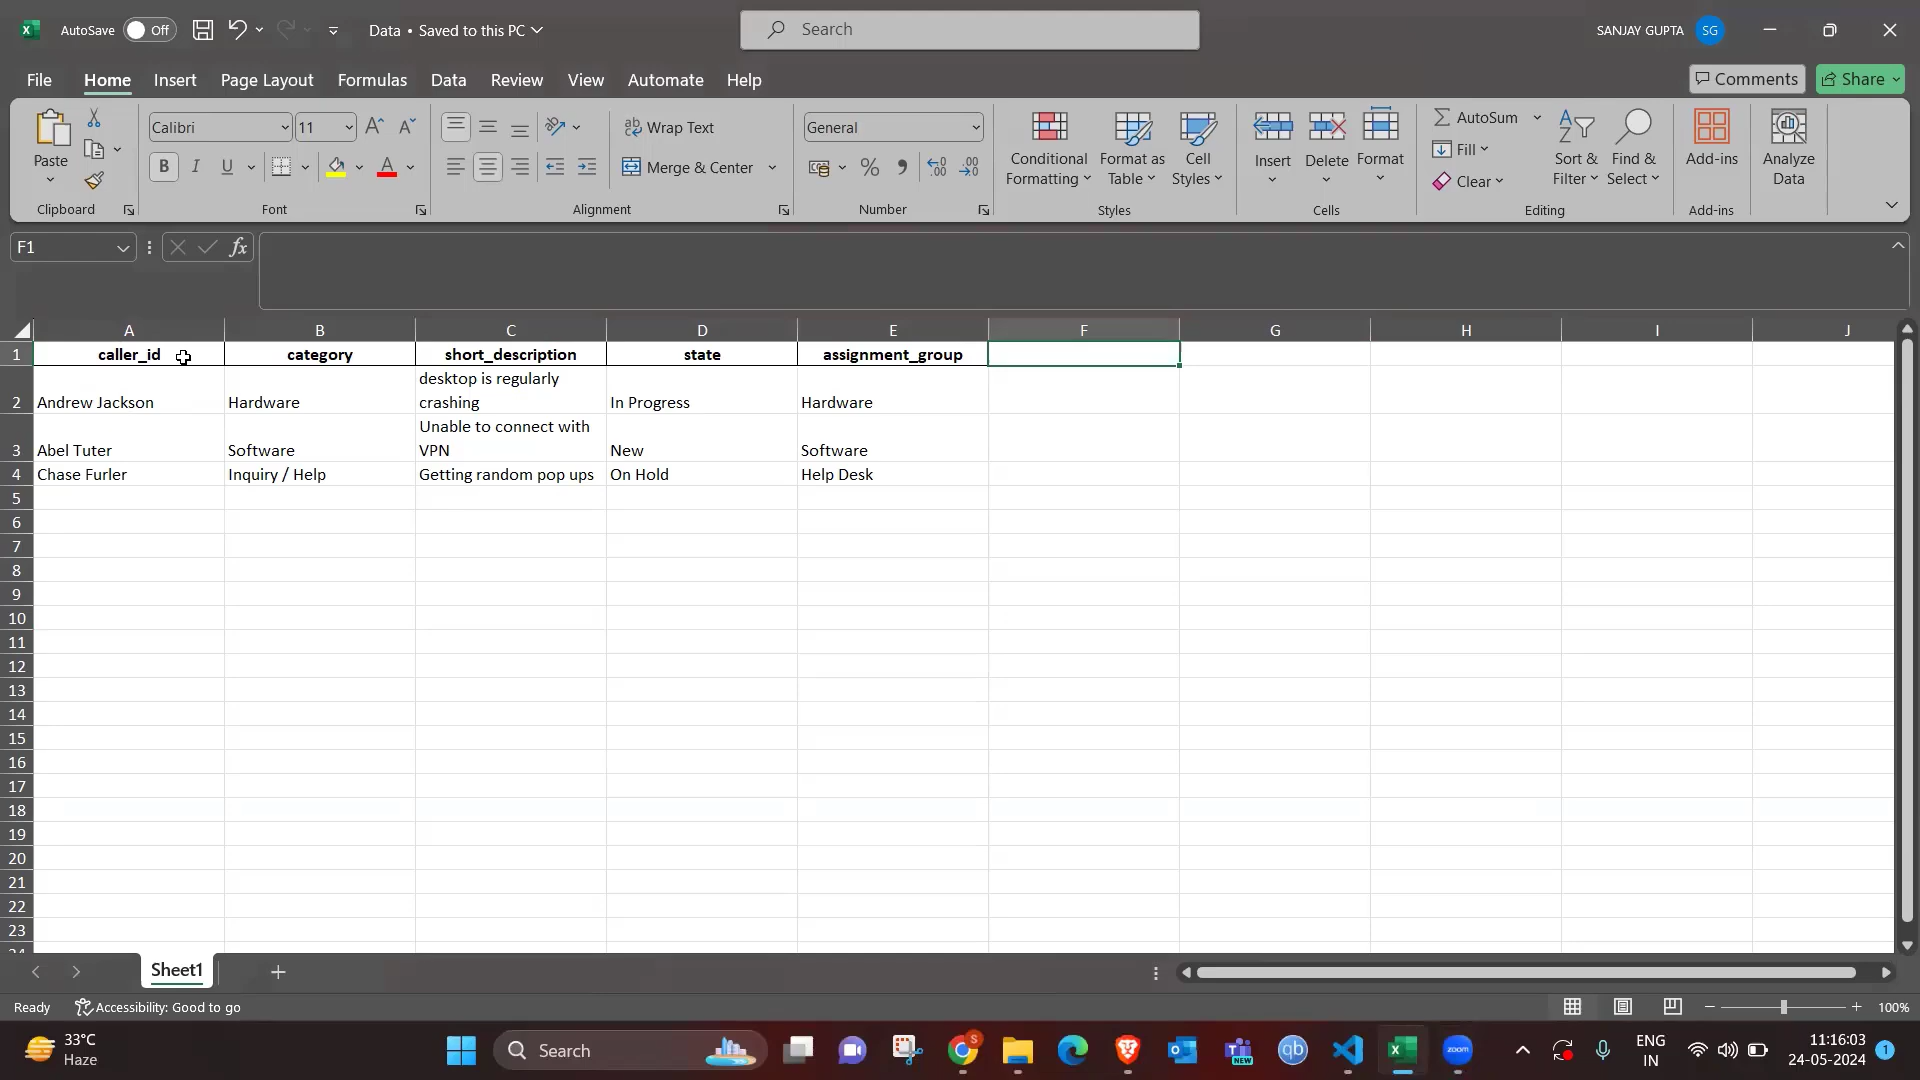 AutoSave Off Data • Saved to this PC Search SANJAY GUPTA SG
File Home Insert Page Layout Formulas Data Review View Automate Help Comments Share
Paste Calibri 11 Wrap Text General Conditional Formatting Format as Table Cell Styles Insert Delete Format AutoSum Sort & Filter Find & Select Add-ins Analyze Data
B I U A Merge & Center % Fill
Clear
Clipboard Font Alignment Number Styles Cells Editing Add-ins
F1 fx
A B C D E F G H I J
1 caller_id category short_description state assignment_group
2 Andrew Jackson Hardware desktop is regularly crashing In Progress Hardware
3 Abel Tuter Software Unable to connect with VPN New Software
4 Chase Furler Inquiry / Help Getting random pop ups On Hold Help Desk
5
6
7
8
9
10
11
12
13
14
15
16
17
18
19
20
21
22
23
Sheet1
Ready Accessibility: Good to go 100%
33°C Search ENG 11:16:03
Haze zoom IN 24-05-2024 1